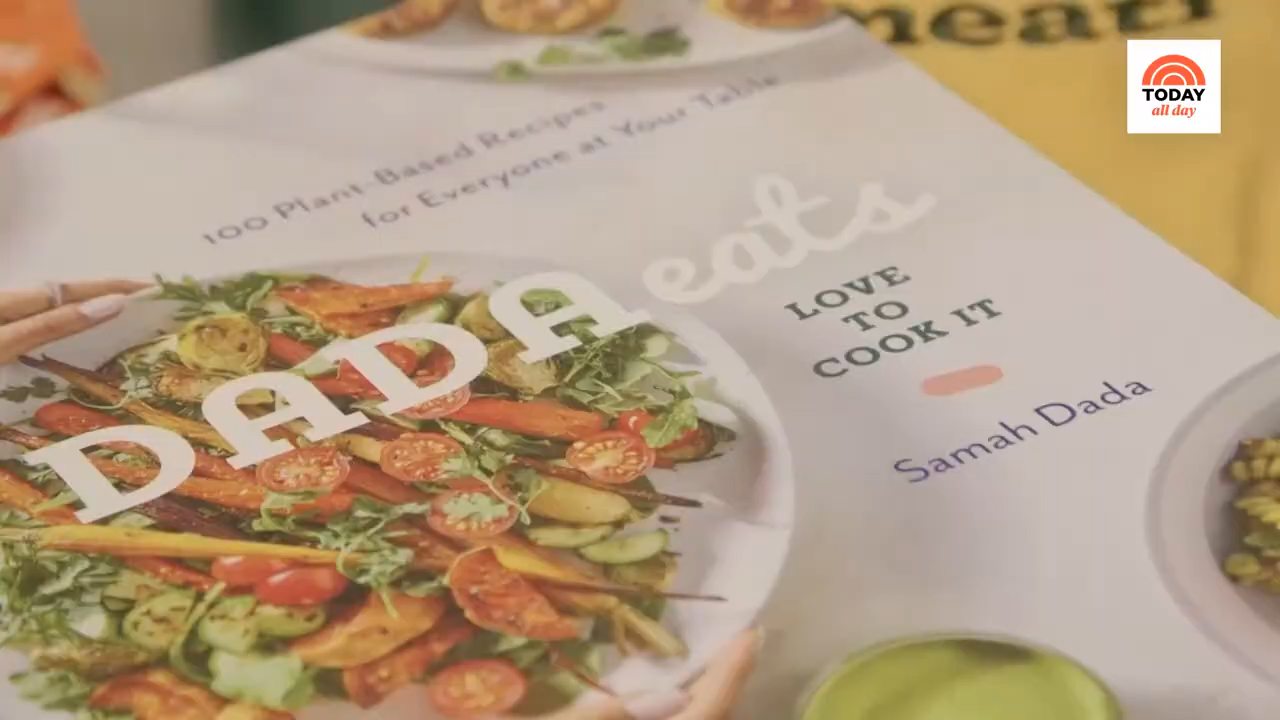 meati
TODAY
all day
100 Plant-Based Recipes
for Everyone at Your Table
DADA eats
LOVE
TO
COOK IT
Samah Dada